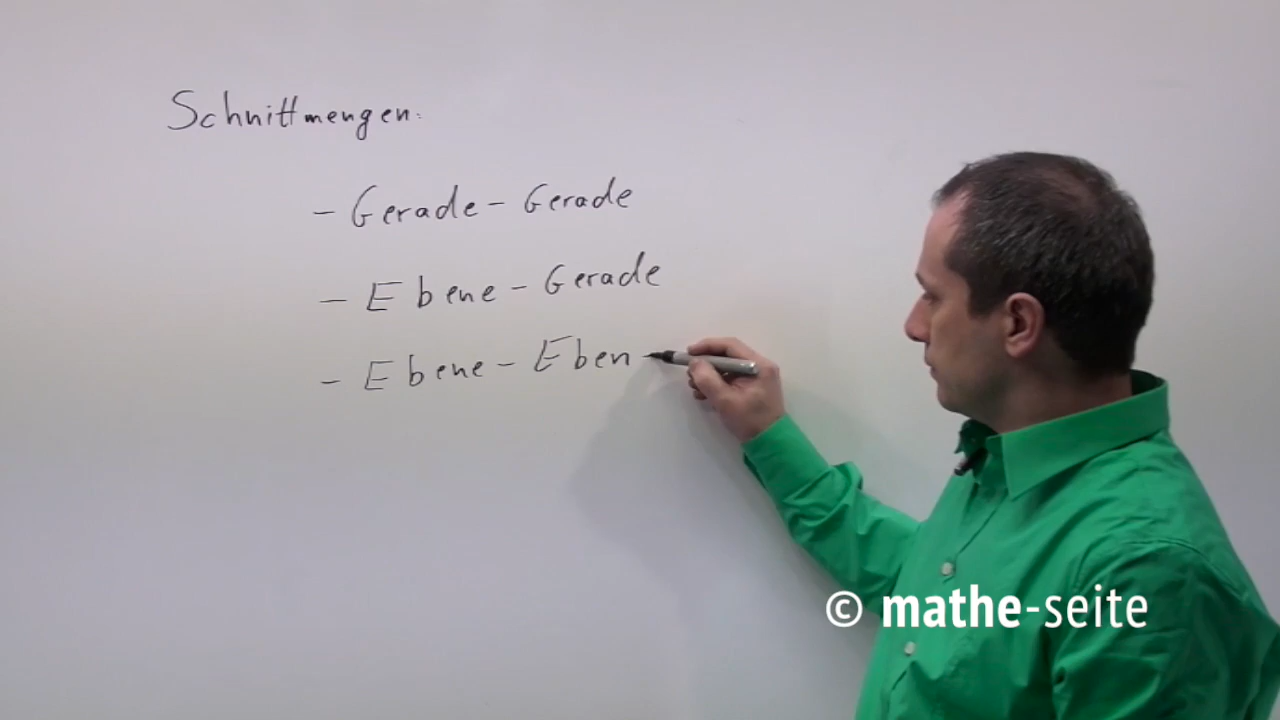 Schnittmengen:
- Gerade - Gerade
- Ebene - Gerade
- Ebene - Eben
© mathe-seite